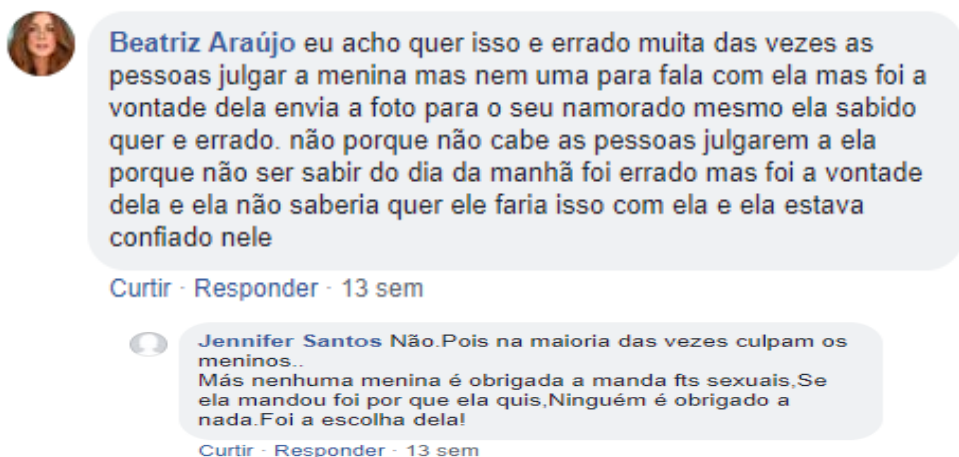 Beatriz Araújo eu acho quer isso e errado muita das vezes as
pessoas julgar a menina mas nem uma para fala com ela mas foi a
vontade dela envia a foto para o seu namorado mesmo ela sabido
quer e errado. não porque não cabe as pessoas julgarem a ela
porque não ser sabir do dia da manhã foi errado mas foi a vontade
dela e ela não saberia quer ele faria isso com ela e ela estava
confiado nele
Curtir · Responder · 13 sem
Jennifer Santos Não.Pois na maioria das vezes culpam os
meninos..
Más nenhuma menina é obrigada a manda fts sexuais,Se
ela mandou foi por que ela quis,Ninguém é obrigado a
nada.Foi a escolha dela!
Curtir · Responder · 13 sem